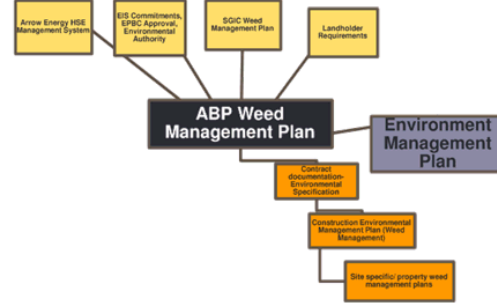 Arrow Energy HSE
Management System
EIS Commitments,
EPBC Approval,
Environmental
Authority
SGIC Weed
Management Plan
Landholder
Requirements
ABP Weed
Management Plan
Environment
Management
Plan
Contract
documentation-
Environmental
Specification
Construction Environmental
Management Plan (Weed
Management)
Site specific/ property weed
management plans